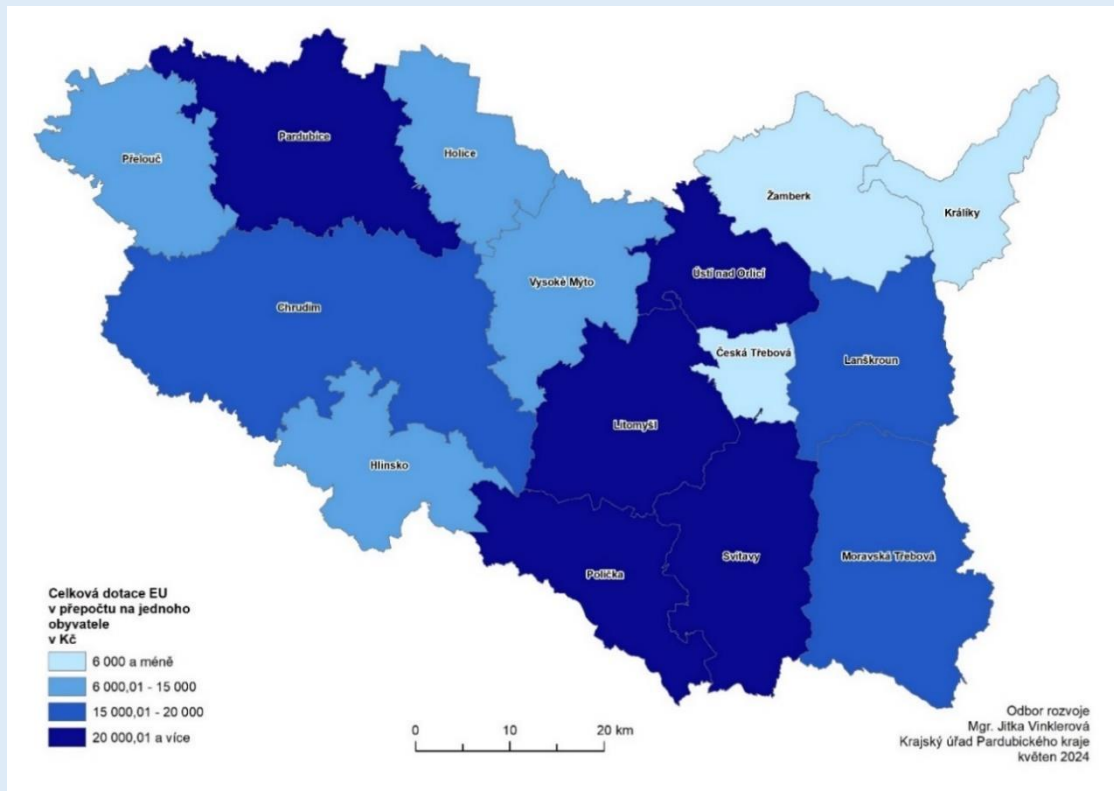 Pardubice
Holice
Přelouč
Žamberk
Králíky
Ústí nad Orlicí
Vysoké Mýto
Chrudim
Česká Třebová
Lanškroun
Litomyšl
Hlinsko
Svitavy
Moravská Třebová
Polička
Celková dotace EU
v přepočtu na jednoho
obyvatele
v Kč
6 000 a méně
6 000,01 - 15 000
15 000,01 - 20 000
20 000,01 a více
0 10 20 km
Odbor rozvoje
Mgr. Jitka Vinklerová
Krajský úřad Pardubického kraje
květen 2024